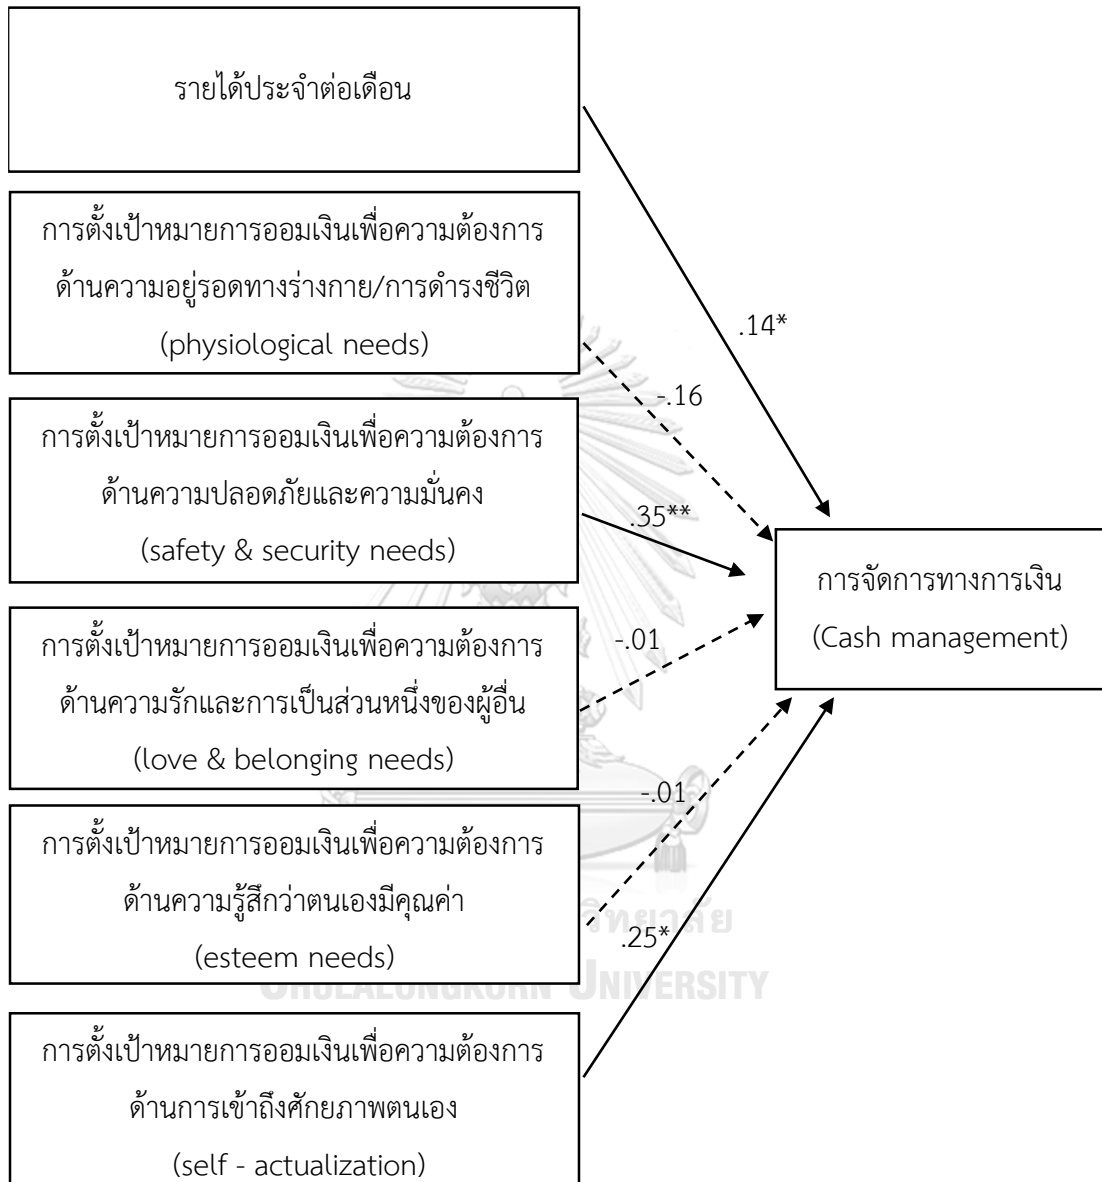 รายได้ประจำต่อเดือน
การตั้งเป้าหมายการออมเงินเพื่อความต้องการ
ด้านความอยู่รอดทางร่างกาย/การดำรงชีวิต
(physiological needs)
การตั้งเป้าหมายการออมเงินเพื่อความต้องการ
ด้านความปลอดภัยและความมั่นคง
(safety & security needs)
การตั้งเป้าหมายการออมเงินเพื่อความต้องการ
ด้านความรักและการเป็นส่วนหนึ่งของผู้อื่น
(love & belonging needs)
การตั้งเป้าหมายการออมเงินเพื่อความต้องการ
ด้านความรู้สึกว่าตนเองมีคุณค่า
(esteem needs)
การตั้งเป้าหมายการออมเงินเพื่อความต้องการ
ด้านการเข้าถึงศักยภาพตนเอง
(self - actualization)
.14*
-.16
.35**
-.01
-.01
.25*
การจัดการทางการเงิน
(Cash management)
วิทยาลัย
CHULALONGKORN UNIVERSITY